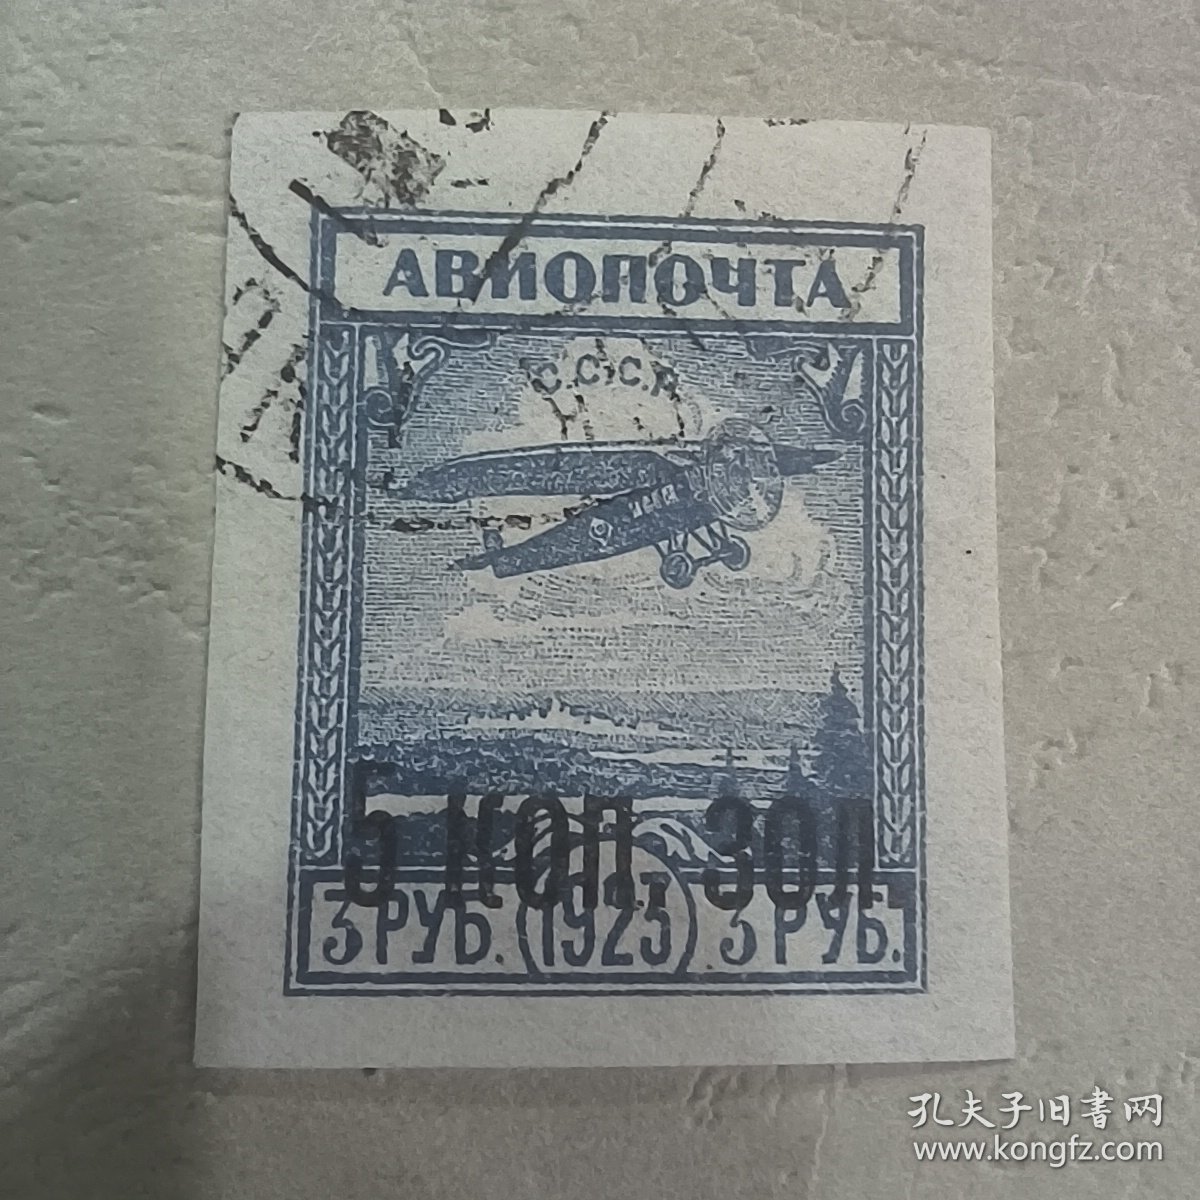 АВИОПОЧТА
С.С.С.Р
5 КОП. ЗОЛ.
3 РУБ. 1923 3 РУБ.
孔夫子旧書网
www.kongfz.com